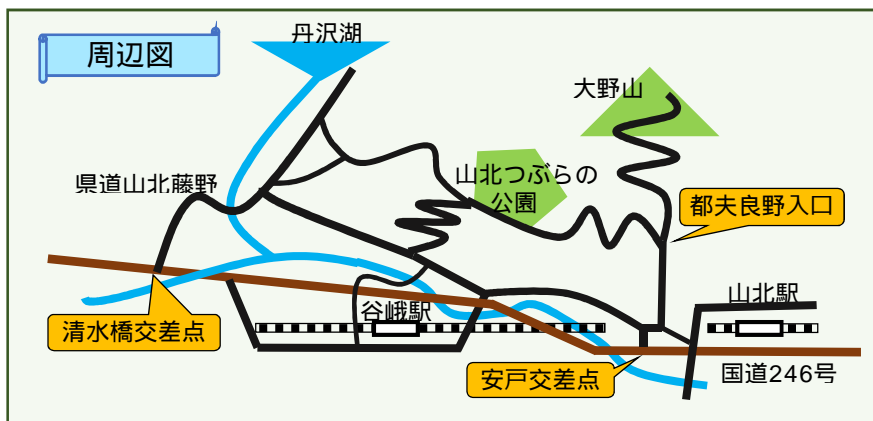 周辺図
丹沢湖
大野山
県道山北藤野
山北つぶらの
公園
都夫良野入口
山北駅
谷峨駅
清水橋交差点
安戸交差点
国道246号